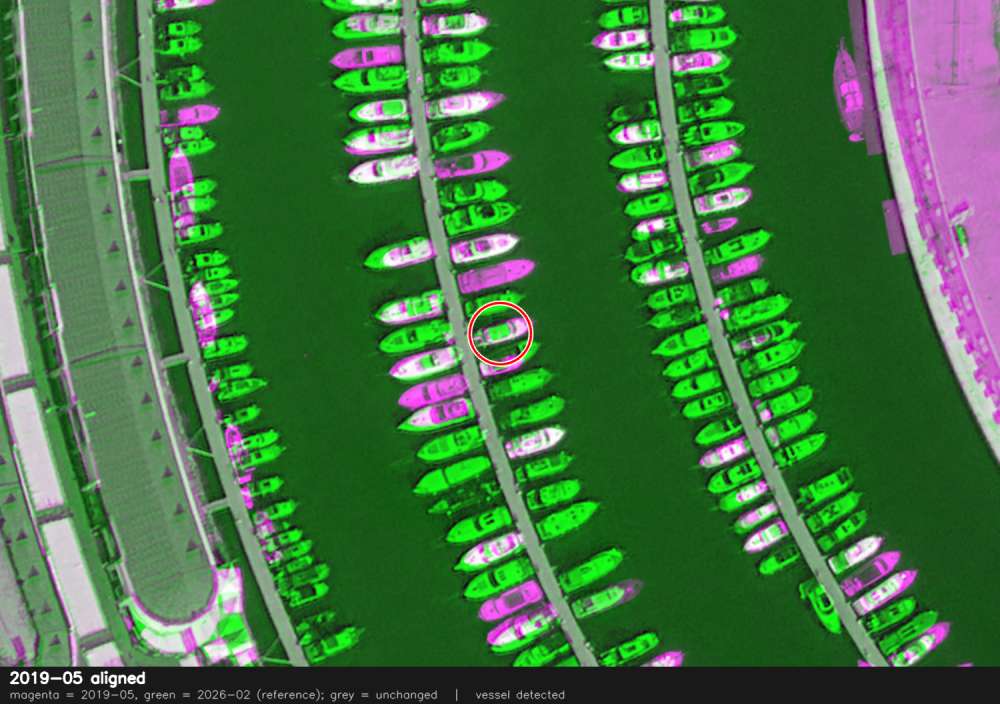 2019-05 aligned
magenta = 2019-05, green = 2026-02 (reference); grey = unchanged | vessel detected